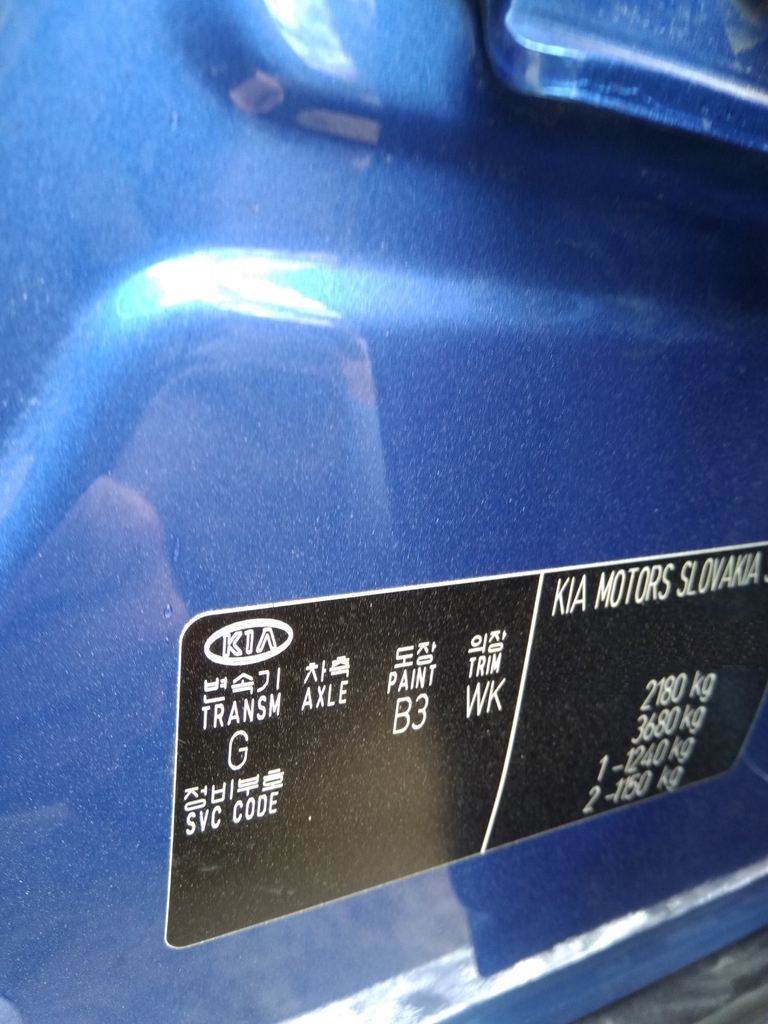 KIA
변속기 차축 도장 의장
TRANSM AXLE PAINT TRIM
G B3 WK
정비부호
SVC CODE
KIA MOTORS SLOVAKIA
2180 kg
3680 kg
1 -1240 kg
2 -1150 kg